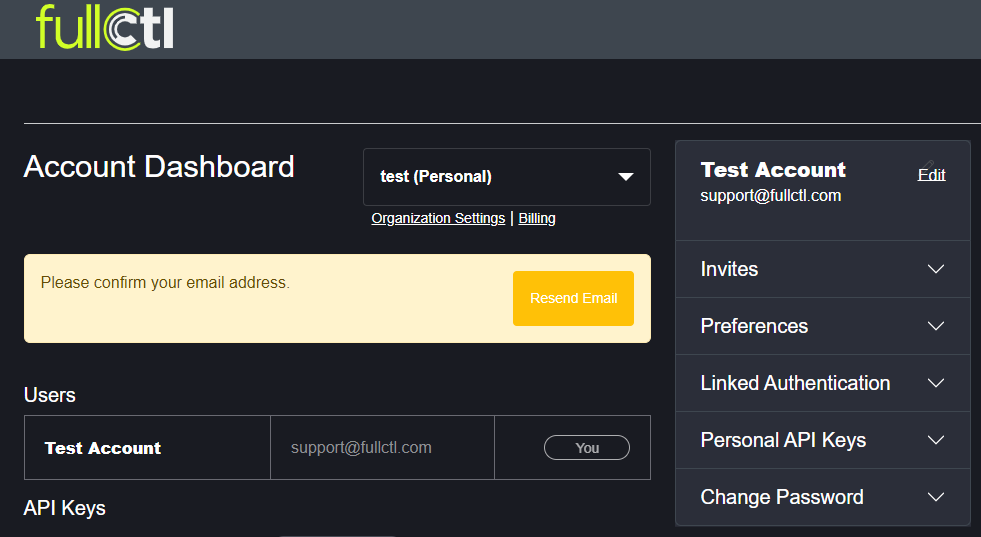 fullctl
Account Dashboard
test (Personal)
Organization Settings | Billing
Please confirm your email address.
Resend Email
Users
Test Account
support@fullctl.com
You
API Keys
Test Account
Edit
support@fullctl.com
Invites
Preferences
Linked Authentication
Personal API Keys
Change Password